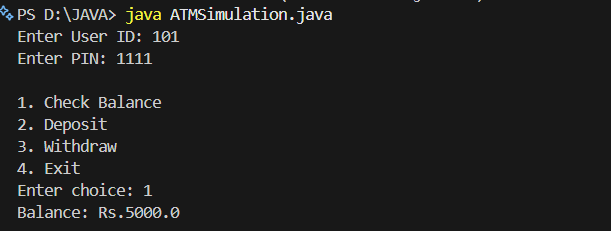 PS D:\JAVA> java ATMSimulation.java
Enter User ID: 101
Enter PIN: 1111
1. Check Balance
2. Deposit
3. Withdraw
4. Exit
Enter choice: 1
Balance: Rs.5000.0